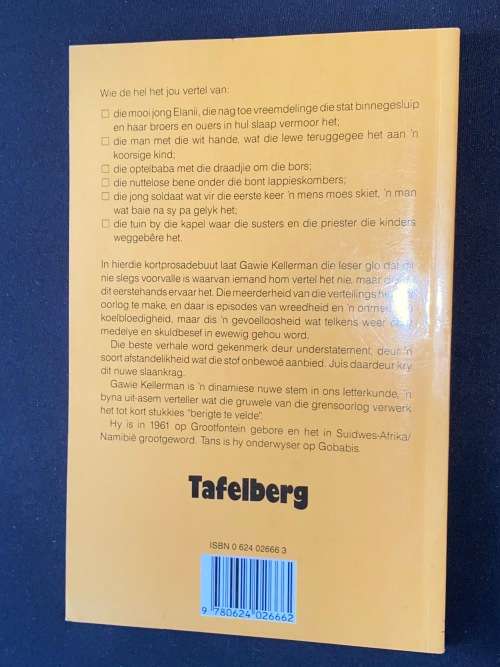 Wie de hel het jou vertel van:
□ die mooi jong Elanii, die nag toe vreemdelinge die stat binnegesluip
en haar broers en ouers in hul slaap vermoor het;
□ die man met die wit hande, wat die lewe teruggegee het aan 'n
koorsige kind;
□ die optelbaba met die draadjie om die bors;
□ die nuttelose bene onder die bont lappieskombers;
□ die jong soldaat wat vir die eerste keer 'n mens moes skiet, 'n man
wat baie na sy pa gelyk het;
□ die tuin by die kapel waar die susters en die priester die kinders
weggebêre het.
In hierdie kortprosadebuut laat Gawie Kellerman die leser glo dat dit
nie slegs voorvalle is waarvan iemand hom vertel het nie, maar dat
dit eerstehands ervaar het. Die meerderheid van die vertellings het
oorlog te make, en daar is episodes van wreedheid en 'n
koelbloedigheid, maar dis 'n gevoelloosheid wat telkens weer deur
medelye en skuldbesef in ewewig gehou word.
Die beste verhale word gekenmerk deur understatement, deur 'n
soort afstandelikheid wat die stof onbewoë aanbied. Juis daardeur kry
dit nuwe slaankrag.
Gawie Kellerman is 'n dinamiese nuwe stem in ons letterkunde, 'n
byna uit-asem verteller wat die gruwele van die grensoorlog verwerk
het tot kort stukkies "berigte te velde".
Hy is in 1961 op Grootfontein gebore en het in Suidwes-Afrika/
Namibië grootgeword. Tans is hy onderwyser op Gobabis.
Tafelberg
ISBN 0 624 02666 3
9 780624 026662